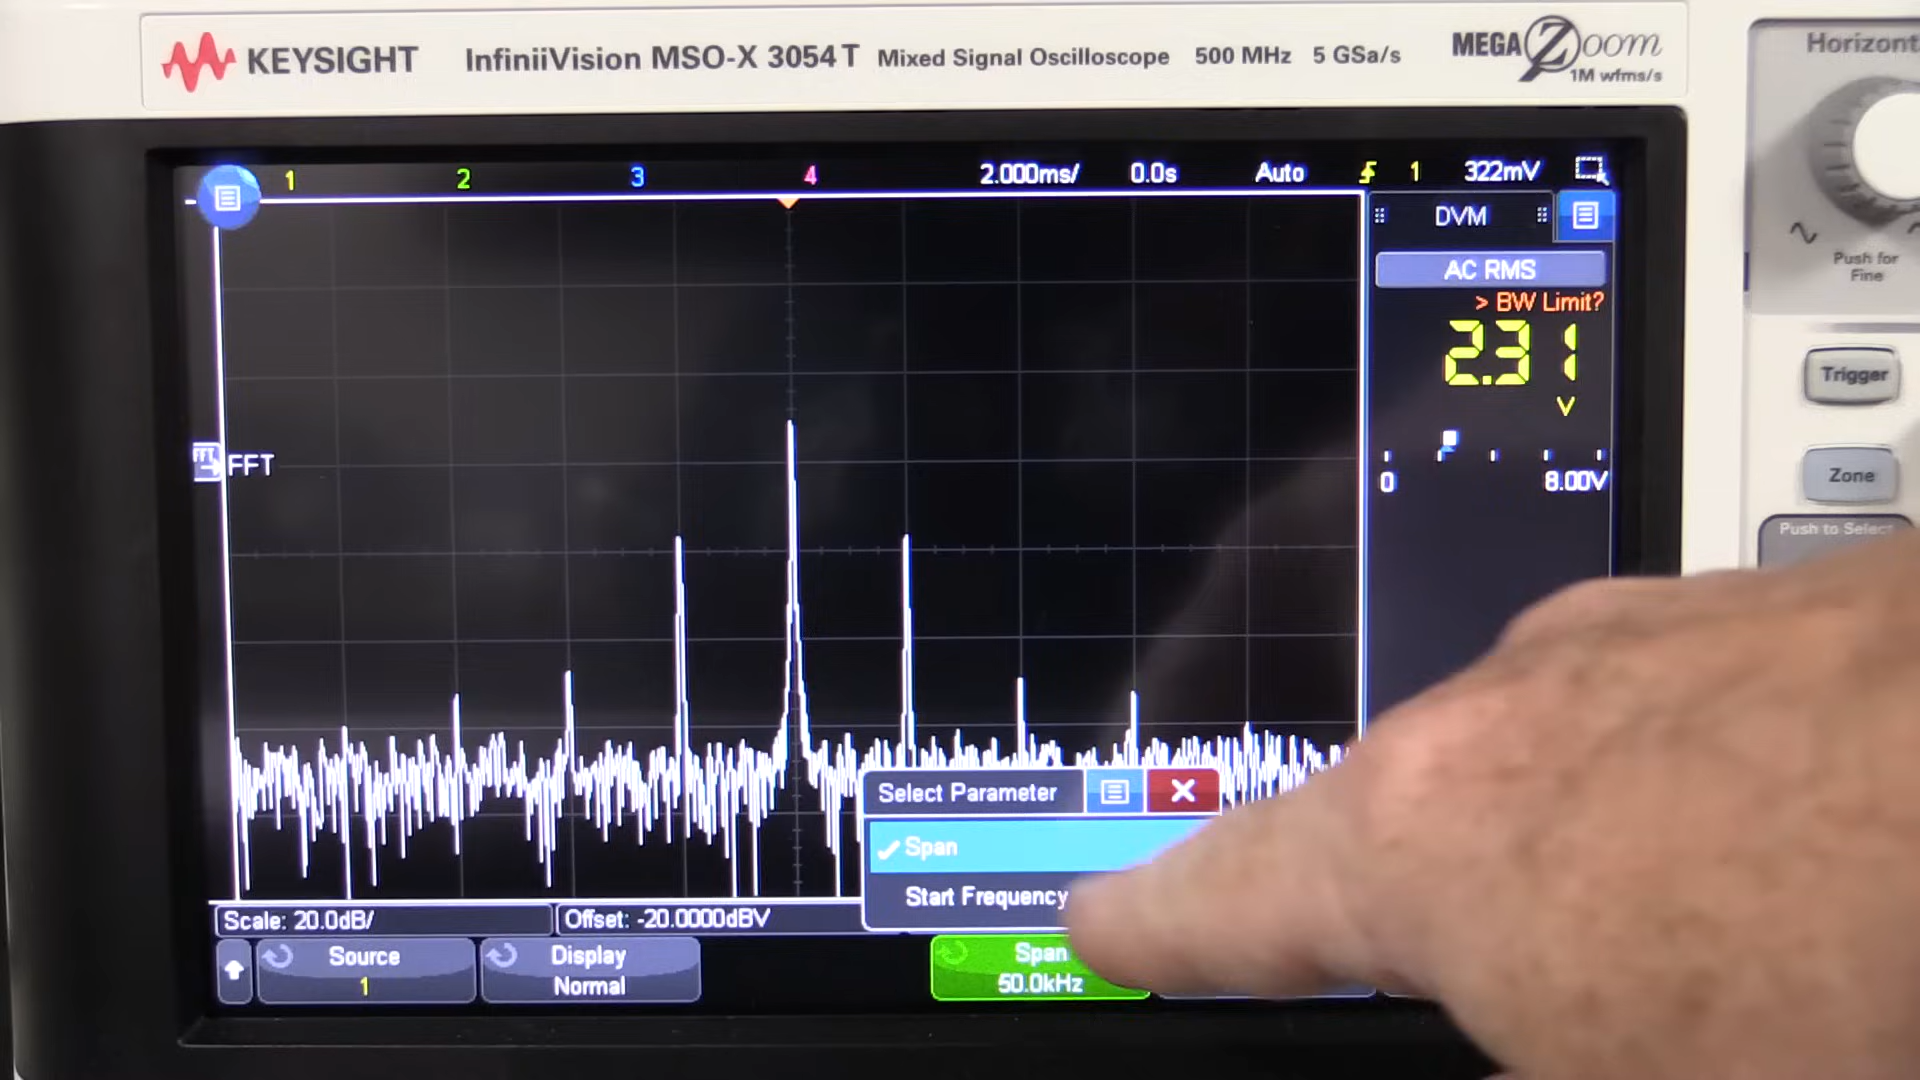 KEYSIGHT InfiniiVision MSO-X 3054T Mixed Signal Oscilloscope 500 MHz 5 GSa/s MEGA Zoom
1M wfms/s
Horizont
Push for
Fine
Trigger
Zone
Push to Select
1 2 3 4 2.000ms/ 0.0s Auto 1 322mV
DVM
AC RMS
> BW Limit?
2.31
V
0 8.00V
FFT
FFT
Select Parameter
Span
Start Frequency
Scale: 20.0dB/ Offset: -20.0000dBV
Source
1
Display
Normal
Span
50.0kHz